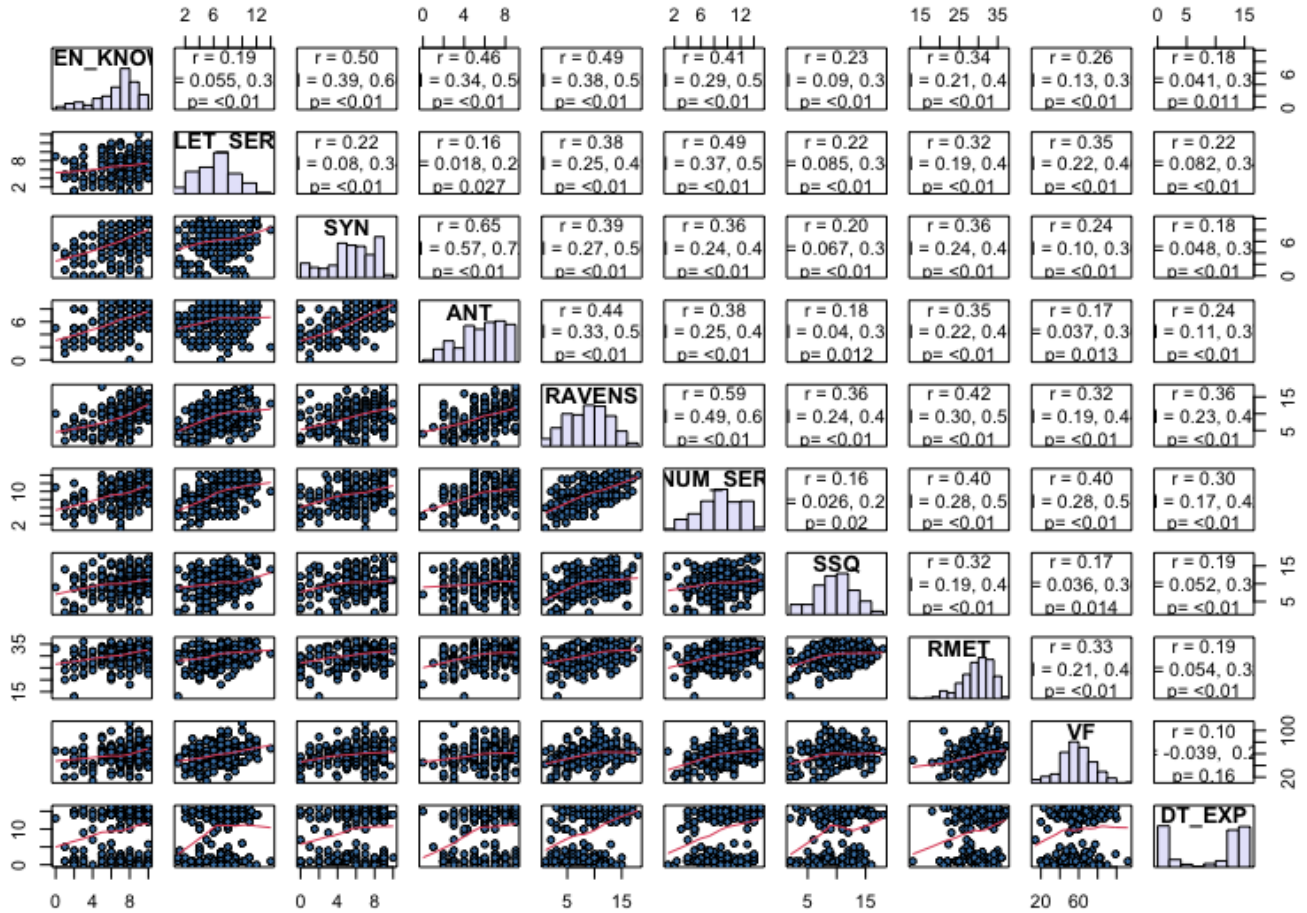 2 6 12
0 4 8
2 6 12
15 25 35
0 5 15
EN_KNOW
r = 0.19
= 0.055, 0.3
p= <0.01
r = 0.50
= 0.39, 0.6
p= <0.01
r = 0.46
= 0.34, 0.5
p= <0.01
r = 0.49
= 0.38, 0.5
p= <0.01
r = 0.41
= 0.29, 0.5
p= <0.01
r = 0.23
= 0.09, 0.3
p= <0.01
r = 0.34
= 0.21, 0.4
p= <0.01
r = 0.26
= 0.13, 0.3
p= <0.01
r = 0.18
= 0.041, 0.3
p= 0.011
0 6
2 8
LET_SER
r = 0.22
= 0.08, 0.3
p= <0.01
r = 0.16
= 0.018, 0.2
p= 0.027
r = 0.38
= 0.25, 0.4
p= <0.01
r = 0.49
= 0.37, 0.5
p= <0.01
r = 0.22
= 0.085, 0.3
p= <0.01
r = 0.32
= 0.19, 0.4
p= <0.01
r = 0.35
= 0.22, 0.4
p= <0.01
r = 0.22
= 0.082, 0.3
p= <0.01
SYN
r = 0.65
= 0.57, 0.7
p= <0.01
r = 0.39
= 0.27, 0.5
p= <0.01
r = 0.36
= 0.24, 0.4
p= <0.01
r = 0.20
= 0.067, 0.3
p= <0.01
r = 0.36
= 0.24, 0.4
p= <0.01
r = 0.24
= 0.10, 0.3
p= <0.01
r = 0.18
= 0.048, 0.3
p= <0.01
0 6
0 6
ANT
r = 0.44
= 0.33, 0.5
p= <0.01
r = 0.38
= 0.25, 0.4
p= <0.01
r = 0.18
= 0.04, 0.3
p= 0.012
r = 0.35
= 0.22, 0.4
p= <0.01
r = 0.17
= 0.037, 0.3
p= 0.013
r = 0.24
= 0.11, 0.3
p= <0.01
RAVENS
r = 0.59
= 0.49, 0.6
p= <0.01
r = 0.36
= 0.24, 0.4
p= <0.01
r = 0.42
= 0.30, 0.5
p= <0.01
r = 0.32
= 0.19, 0.4
p= <0.01
r = 0.36
= 0.23, 0.4
p= <0.01
5 15
2 10
NUM_SER
r = 0.16
= 0.026, 0.2
p= 0.02
r = 0.40
= 0.28, 0.5
p= <0.01
r = 0.40
= 0.28, 0.5
p= <0.01
r = 0.30
= 0.17, 0.4
p= <0.01
SSQ
r = 0.32
= 0.19, 0.4
p= <0.01
r = 0.17
= 0.036, 0.3
p= 0.014
r = 0.19
= 0.052, 0.3
p= <0.01
5 15
15 35
RMET
r = 0.33
= 0.21, 0.4
p= <0.01
r = 0.19
= 0.054, 0.3
p= <0.01
VF
r = 0.10
-0.039, 0.2
p= 0.16
20 100
0 10
DT_EXP
0 4 8
0 4 8
5 15
5 15
20 60